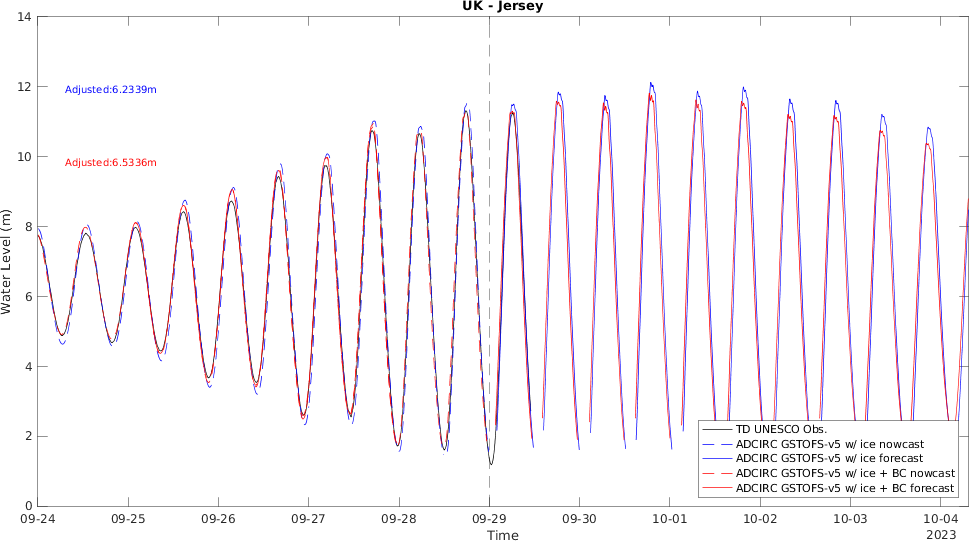 UK - Jersey
14
12
10
8
6
4
2
0
Water Level (m)
Adjusted:6.2339m
Adjusted:6.5336m
TD UNESCO Obs.
ADCIRC GSTOFS-v5 w/ ice nowcast
ADCIRC GSTOFS-v5 w/ ice forecast
ADCIRC GSTOFS-v5 w/ ice + BC nowcast
ADCIRC GSTOFS-v5 w/ ice + BC forecast
09-24 09-25 09-26 09-27 09-28 09-29 09-30 10-01 10-02 10-03 10-04
2023
Time